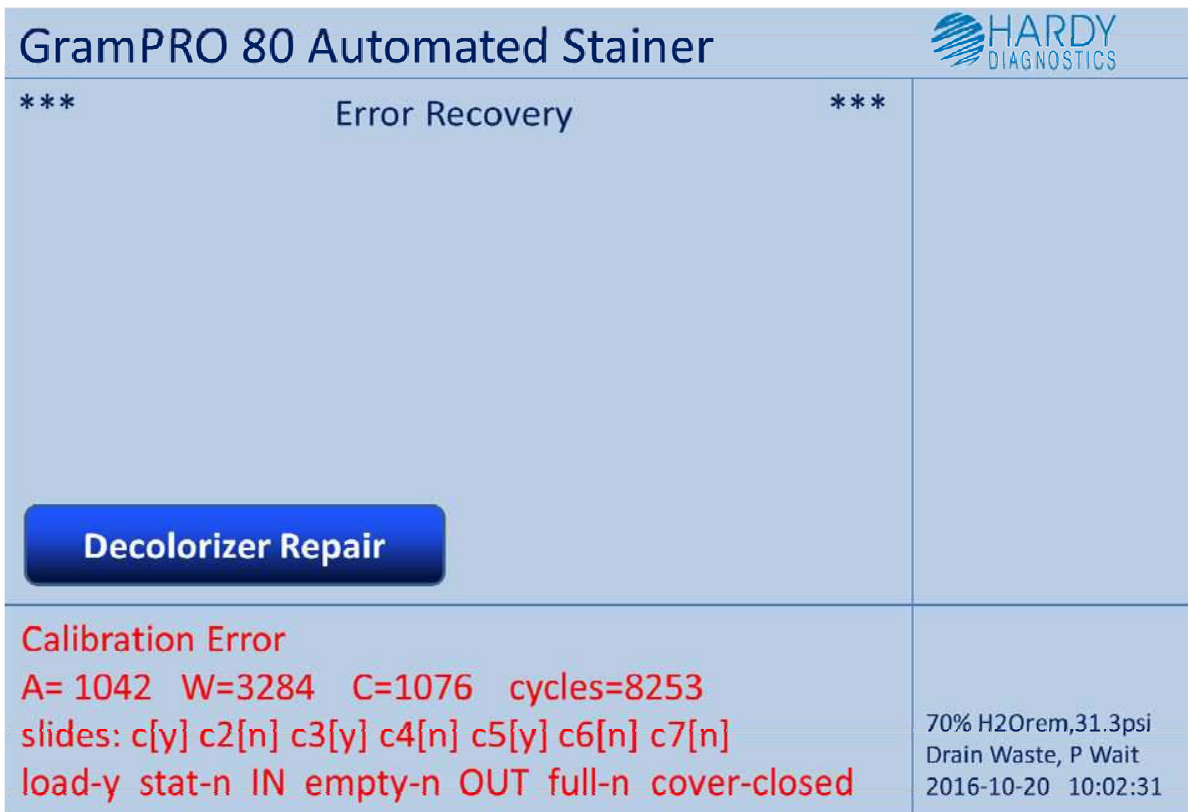 GramPRO 80 Automated Stainer
HARDY
DIAGNOSTICS
*** Error Recovery ***
Decolorizer Repair
Calibration Error
A= 1042 W=3284 C=1076 cycles=8253
slides: c[y] c2[n] c3[y] c4[n] c5[y] c6[n] c7[n]
load-y stat-n IN empty-n OUT full-n cover-closed
70% H2Orem,31.3psi
Drain Waste, P Wait
2016-10-20 10:02:31